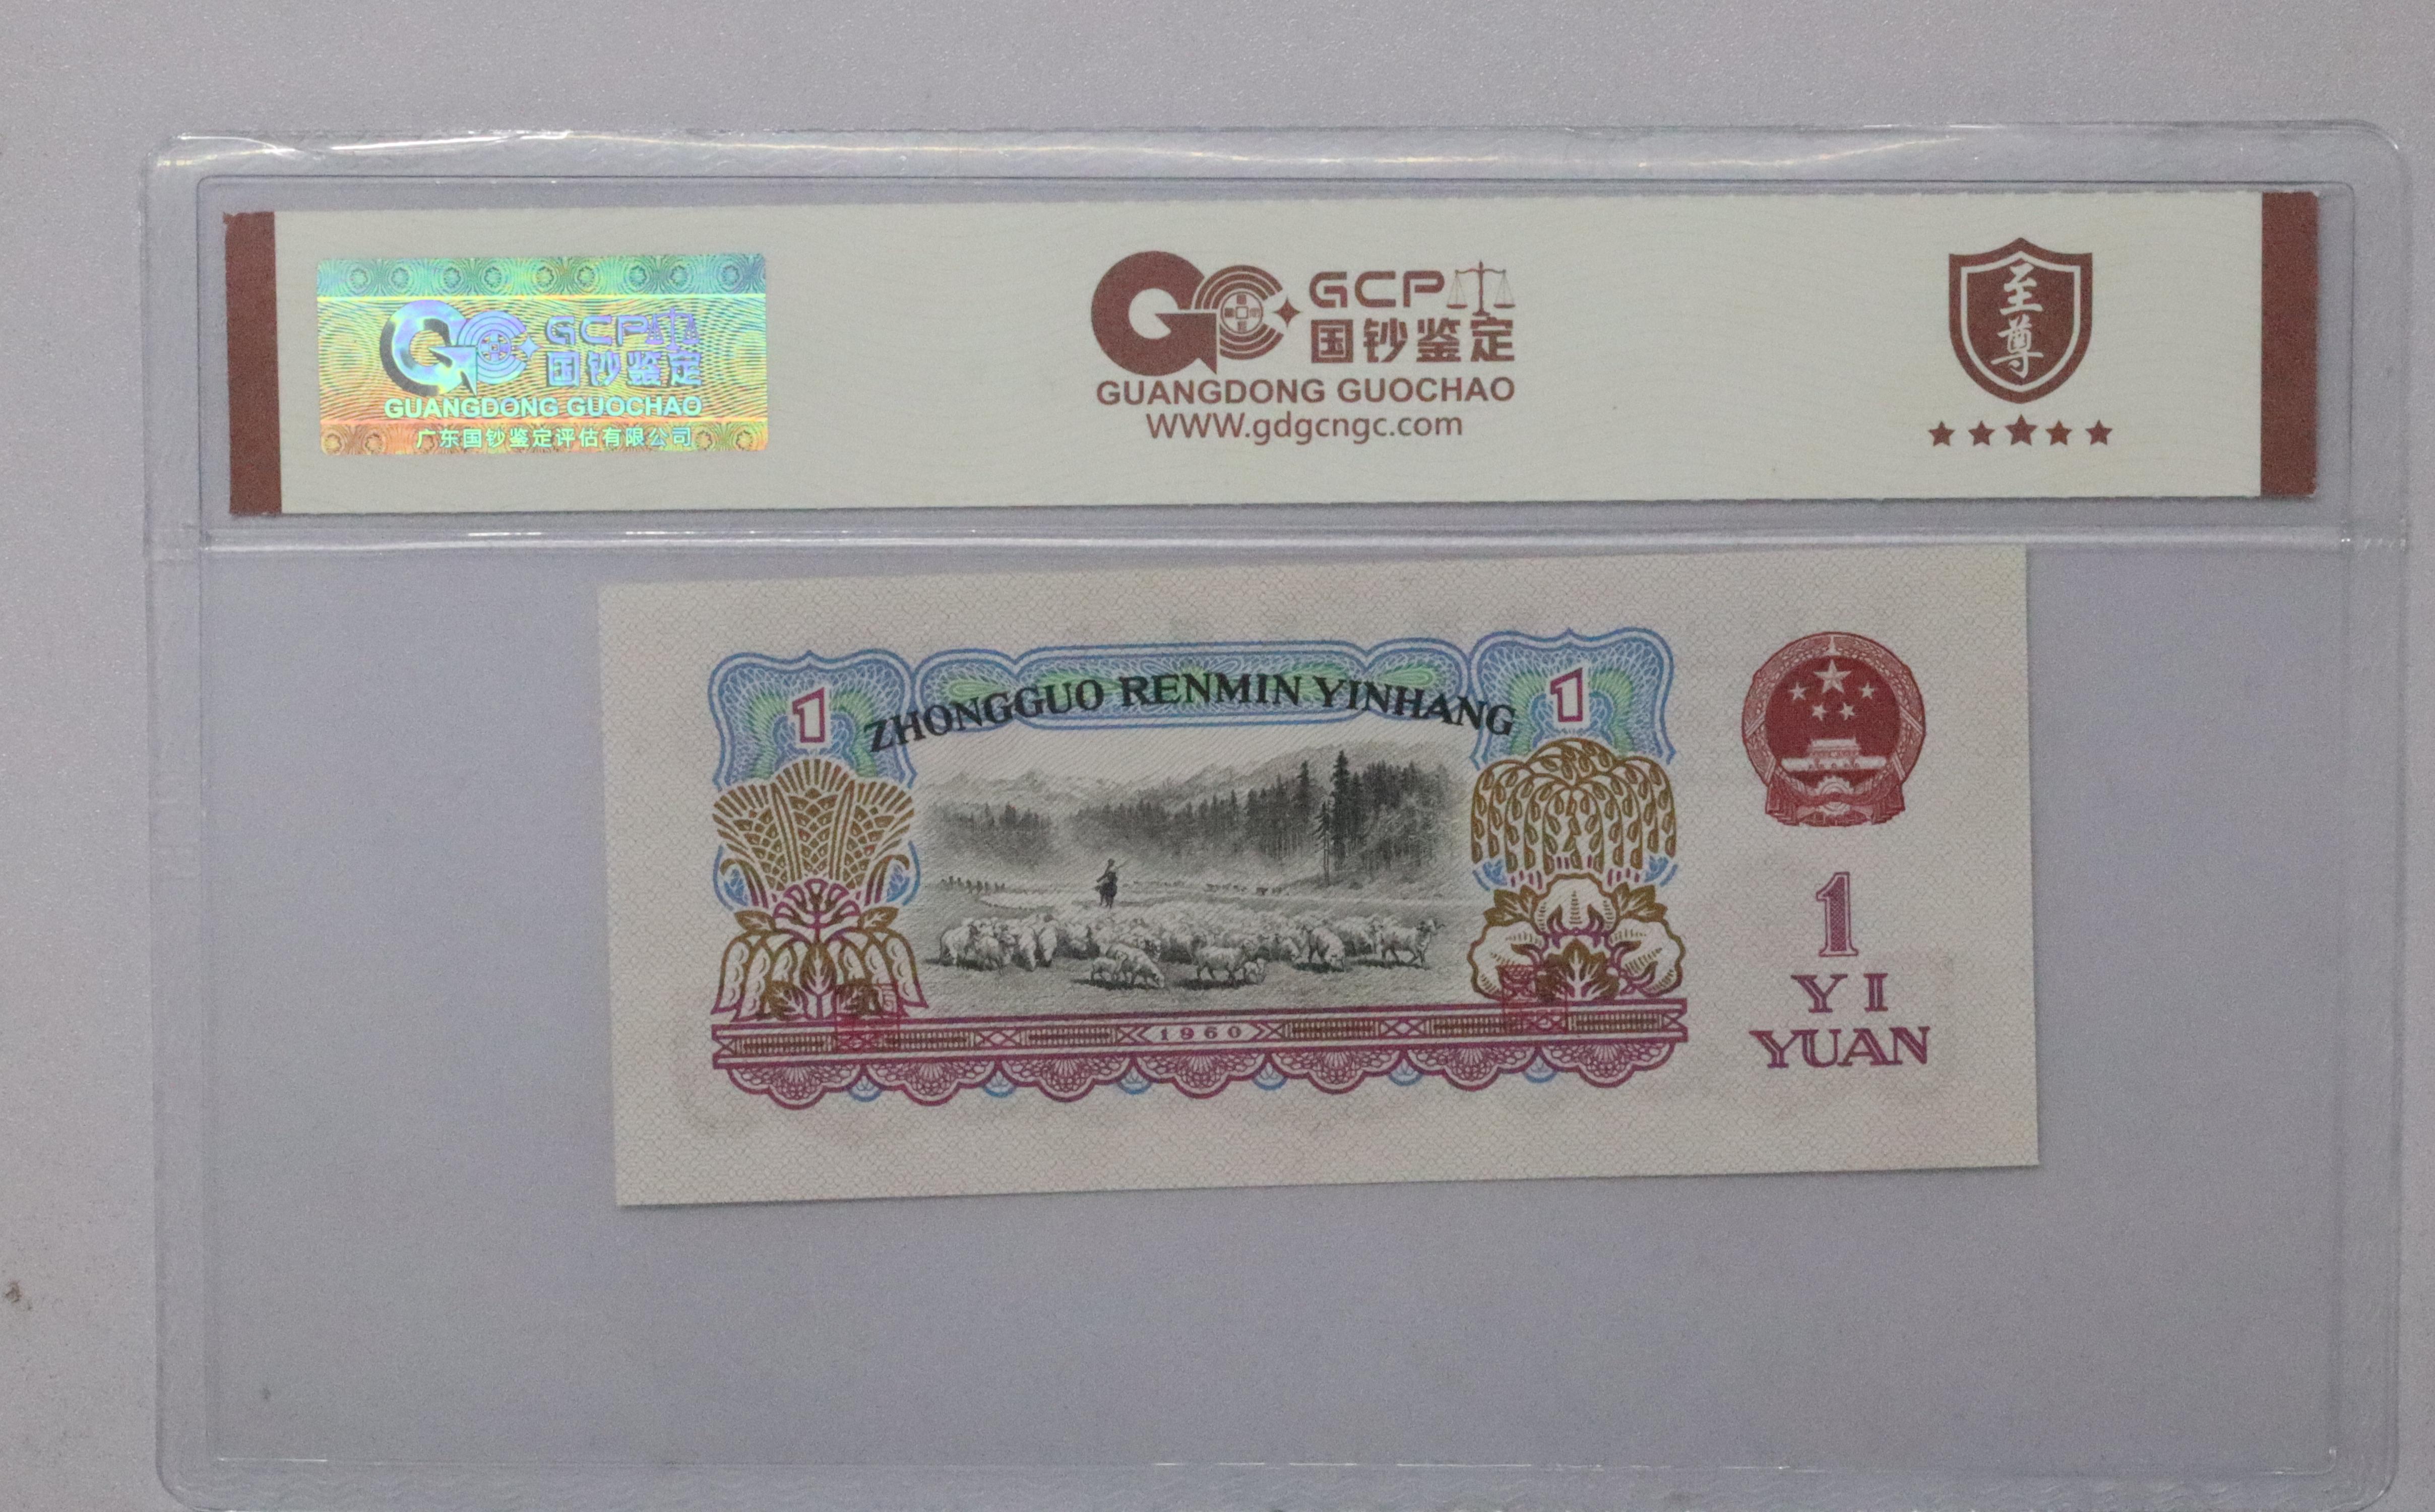 GCP
国钞鉴定
GUANGDONG GUOCHAO
广东国钞鉴定评估有限公司
GCP
国钞鉴定
GUANGDONG GUOCHAO
WWW.gdgcngc.com
至尊
1
ZHONGGUO RENMIN YINHANG
1
1960
1
YI
YUAN